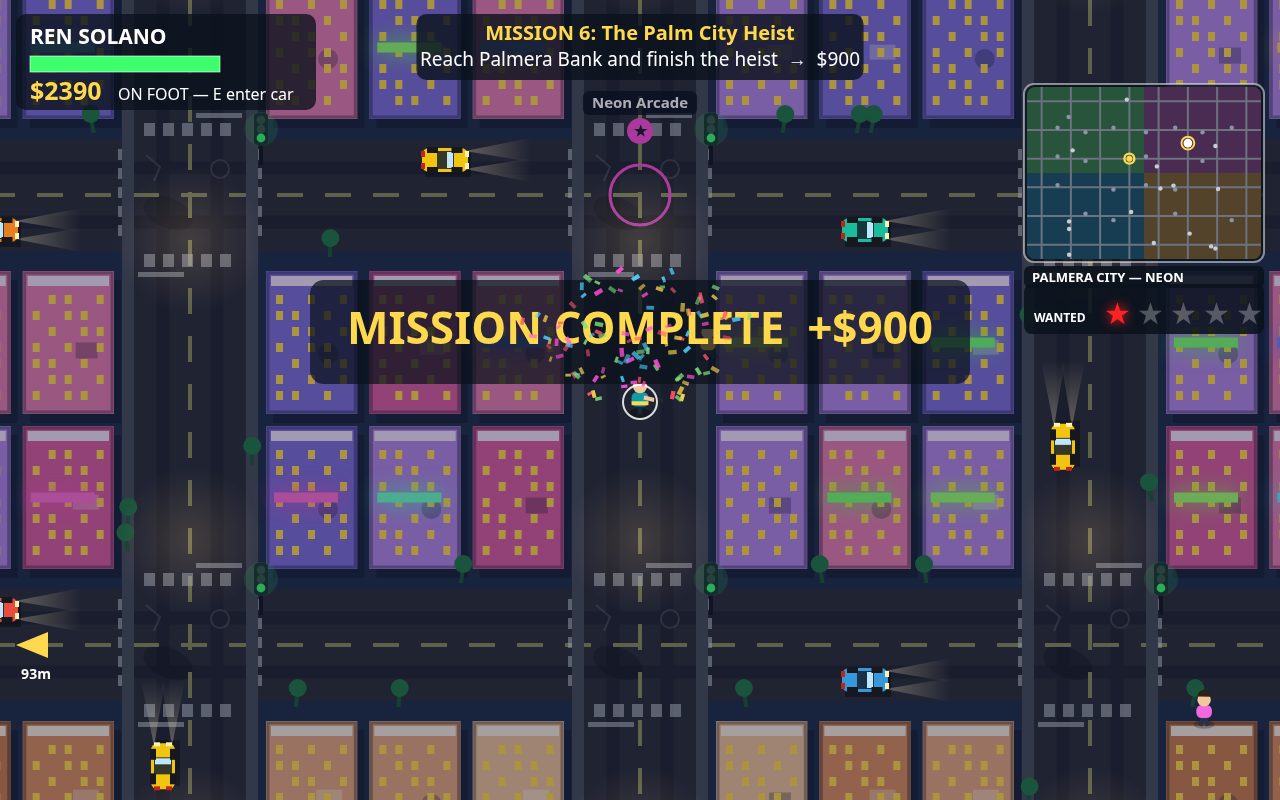 REN SOLANO
$2390 ON FOOT — E enter car
MISSION 6: The Palm City Heist
Reach Palmera Bank and finish the heist → $900
Neon Arcade
PALMERA CITY — NEON
WANTED
MISSION COMPLETE +$900
93m